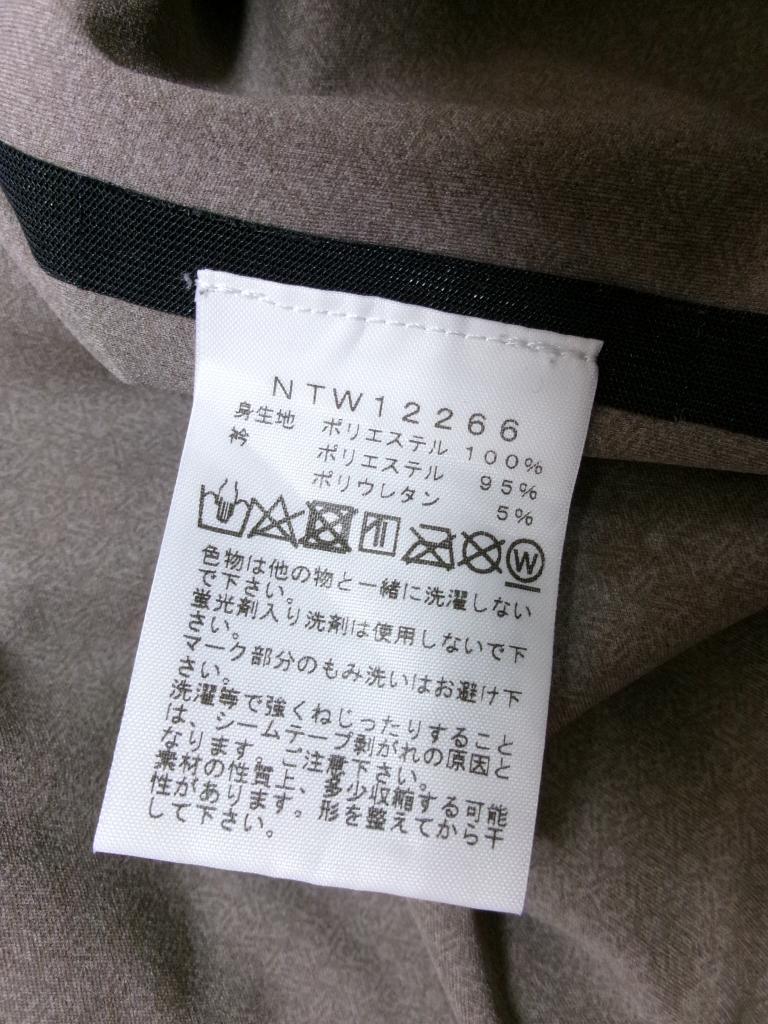 NTW12266
身生地 ポリエステル 100%
衿 ポリエステル 95%
ポリウレタン 5%
W
色物は他の物と一緒に洗濯しない
で下さい。
蛍光剤入り洗剤は使用しないで下
さい。
マーク部分のもみ洗いはお避け下
さい。
洗濯等で強くねじったりすること
は、シームテープ剥がれの原因と
なります。ご注意下さい。
素材の性質上、多少収縮する可能
性があります。形を整えてから干
して下さい。